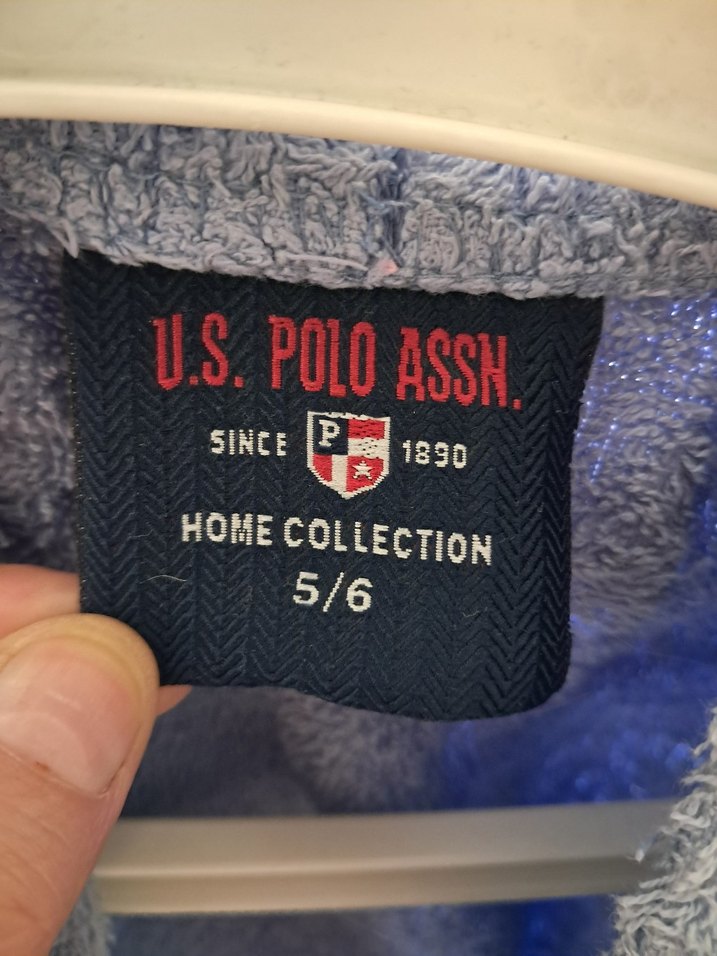 U.S. POLO ASSN.
SINCE P 1890
HOME COLLECTION
5/6